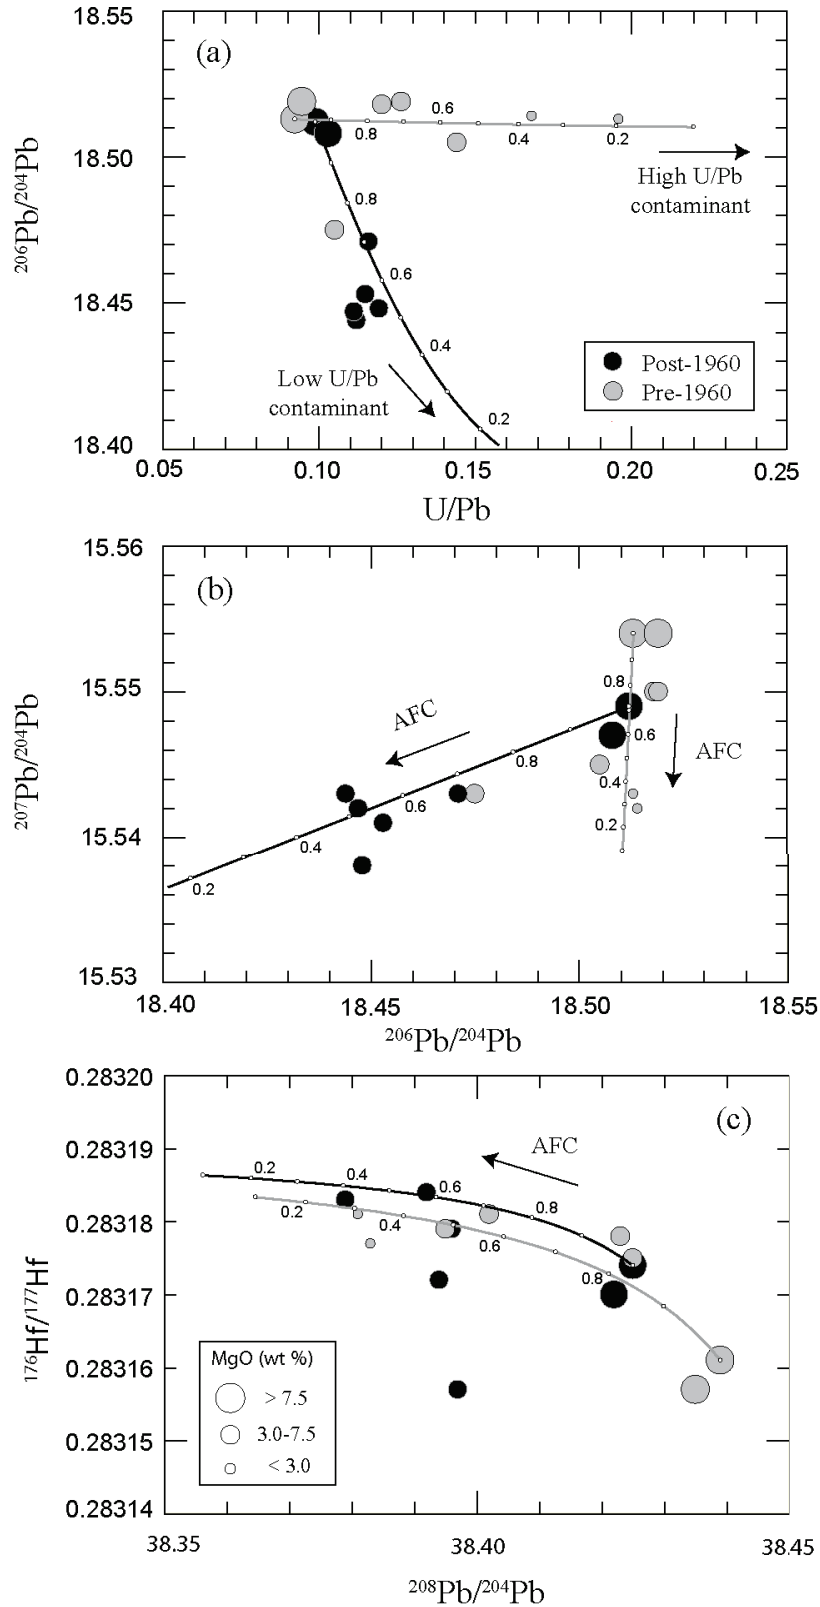 18.55
(a)
0.6
18.50
0.8
0.4
0.2
High U/Pb
contaminant
0.8
²⁰⁶Pb/²⁰⁴Pb
0.6
18.45
0.4
Low U/Pb
contaminant
Post-1960
Pre-1960
0.2
18.40
0.05
0.10
0.15
0.20
0.25
U/Pb
15.56
(b)
0.8
15.55
AFC
0.6
AFC
²⁰⁷Pb/²⁰⁴Pb
0.8
0.4
0.6
0.2
15.54
0.4
0.2
15.53
18.40
18.45
18.50
18.55
²⁰⁶Pb/²⁰⁴Pb
0.28320
(c)
0.28319
AFC
0.2
0.4
0.6
0.8
0.28318
0.2
0.4
0.6
0.8
0.28317
¹⁷⁶Hf/¹⁷⁷Hf
0.28316
MgO (wt %)
> 7.5
3.0-7.5
< 3.0
0.28315
0.28314
38.35
38.40
38.45
²⁰⁸Pb/²⁰⁴Pb